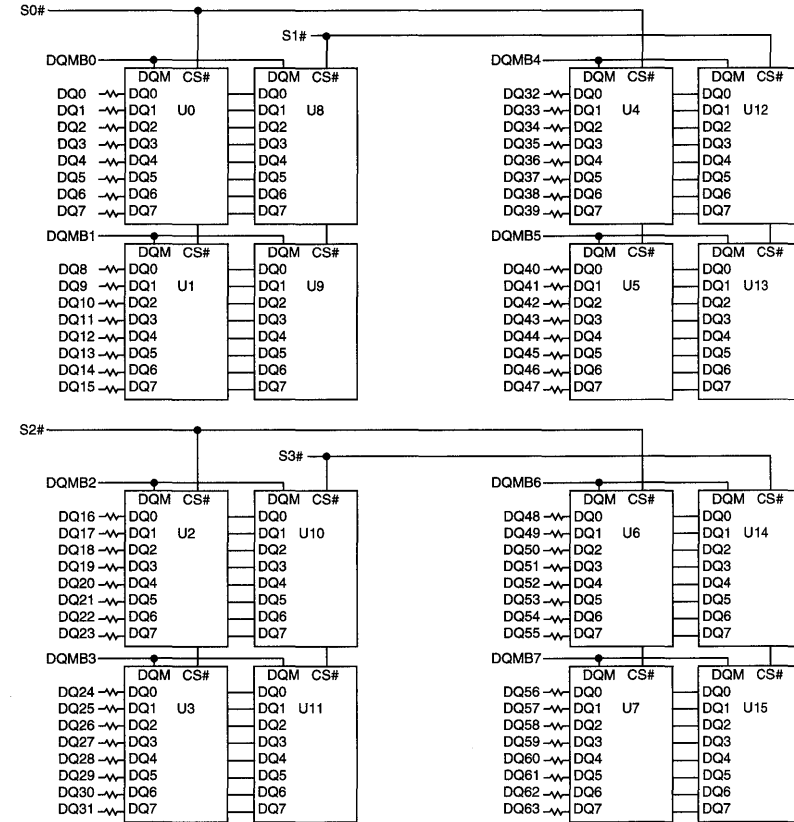 S0#
S1#
DQMB0 DQMB4
DQM CS# DQM CS# DQM CS# DQM CS#
DQ0 DQ0 DQ0 DQ32 DQ0 DQ0
DQ1 DQ1 U0 DQ1 U8 DQ33 DQ1 U4 DQ1 U12
DQ2 DQ2 DQ2 DQ34 DQ2 DQ2
DQ3 DQ3 DQ3 DQ35 DQ3 DQ3
DQ4 DQ4 DQ4 DQ36 DQ4 DQ4
DQ5 DQ5 DQ5 DQ37 DQ5 DQ5
DQ6 DQ6 DQ6 DQ38 DQ6 DQ6
DQ7 DQ7 DQ7 DQ39 DQ7 DQ7
DQMB1 DQMB5
DQM CS# DQM CS# DQM CS# DQM CS#
DQ8 DQ0 DQ0 DQ40 DQ0 DQ0
DQ9 DQ1 U1 DQ1 U9 DQ41 DQ1 U5 DQ1 U13
DQ10 DQ2 DQ2 DQ42 DQ2 DQ2
DQ11 DQ3 DQ3 DQ43 DQ3 DQ3
DQ12 DQ4 DQ4 DQ44 DQ4 DQ4
DQ13 DQ5 DQ5 DQ45 DQ5 DQ5
DQ14 DQ6 DQ6 DQ46 DQ6 DQ6
DQ15 DQ7 DQ7 DQ47 DQ7 DQ7
S2#
S3#
DQMB2 DQMB6
DQM CS# DQM CS# DQM CS# DQM CS#
DQ16 DQ0 DQ0 DQ48 DQ0 DQ0
DQ17 DQ1 U2 DQ1 U10 DQ49 DQ1 U6 DQ1 U14
DQ18 DQ2 DQ2 DQ50 DQ2 DQ2
DQ19 DQ3 DQ3 DQ51 DQ3 DQ3
DQ20 DQ4 DQ4 DQ52 DQ4 DQ4
DQ21 DQ5 DQ5 DQ53 DQ5 DQ5
DQ22 DQ6 DQ6 DQ54 DQ6 DQ6
DQ23 DQ7 DQ7 DQ55 DQ7 DQ7
DQMB3 DQMB7
DQM CS# DQM CS# DQM CS# DQM CS#
DQ24 DQ0 DQ0 DQ56 DQ0 DQ0
DQ25 DQ1 U3 DQ1 U11 DQ57 DQ1 U7 DQ1 U15
DQ26 DQ2 DQ2 DQ58 DQ2 DQ2
DQ27 DQ3 DQ3 DQ59 DQ3 DQ3
DQ28 DQ4 DQ4 DQ60 DQ4 DQ4
DQ29 DQ5 DQ5 DQ61 DQ5 DQ5
DQ30 DQ6 DQ6 DQ62 DQ6 DQ6
DQ31 DQ7 DQ7 DQ63 DQ7 DQ7